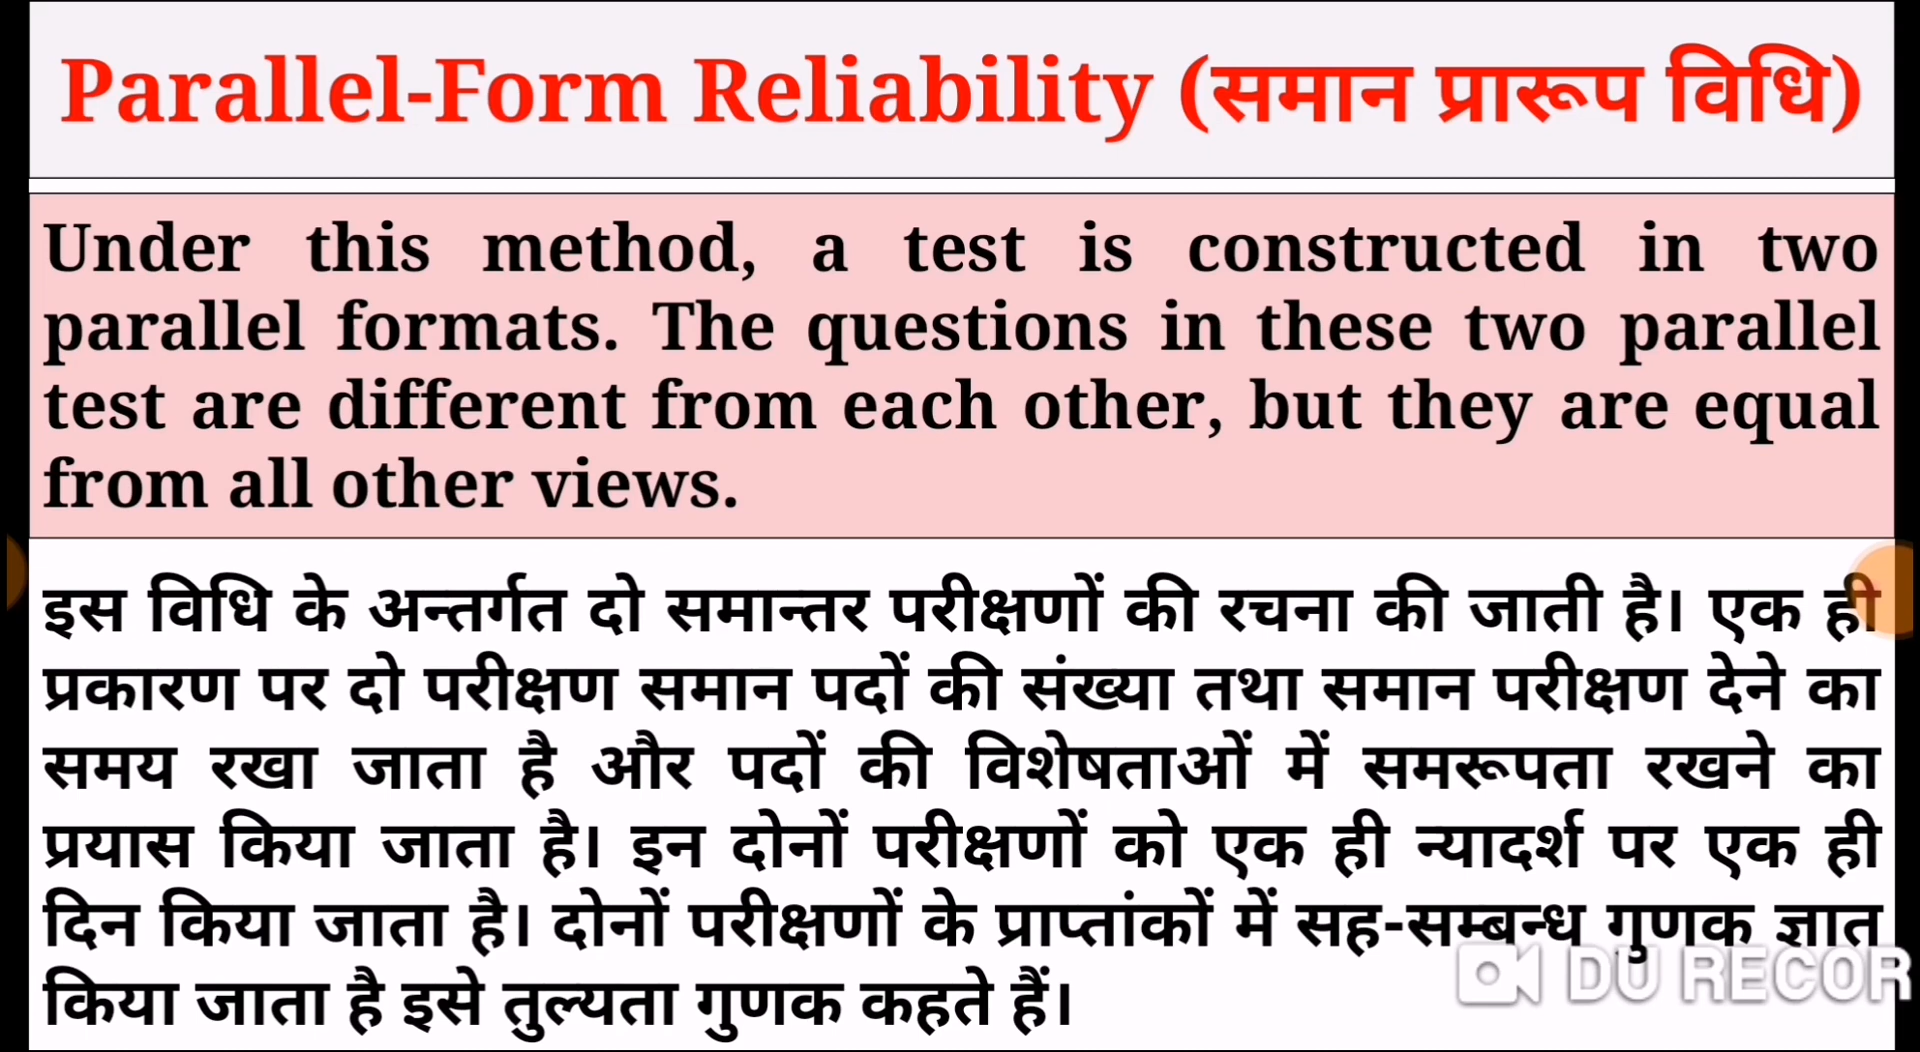 Parallel-Form Reliability (समान प्रारूप विधि)
Under this method, a test is constructed in two
parallel formats. The questions in these two parallel
test are different from each other, but they are equal
from all other views.
इस विधि के अन्तर्गत दो समान्तर परीक्षणों की रचना की जाती है। एक ही
प्रकारण पर दो परीक्षण समान पदों की संख्या तथा समान परीक्षण देने का
समय रखा जाता है और पदों की विशेषताओं में समरूपता रखने का
प्रयास किया जाता है। इन दोनों परीक्षणों को एक ही न्यादर्श पर एक ही
दिन किया जाता है। दोनों परीक्षणों के प्राप्तांकों में सह-सम्बन्ध गुणक ज्ञात
किया जाता है इसे तुल्यता गुणक कहते हैं।
DU RECOR